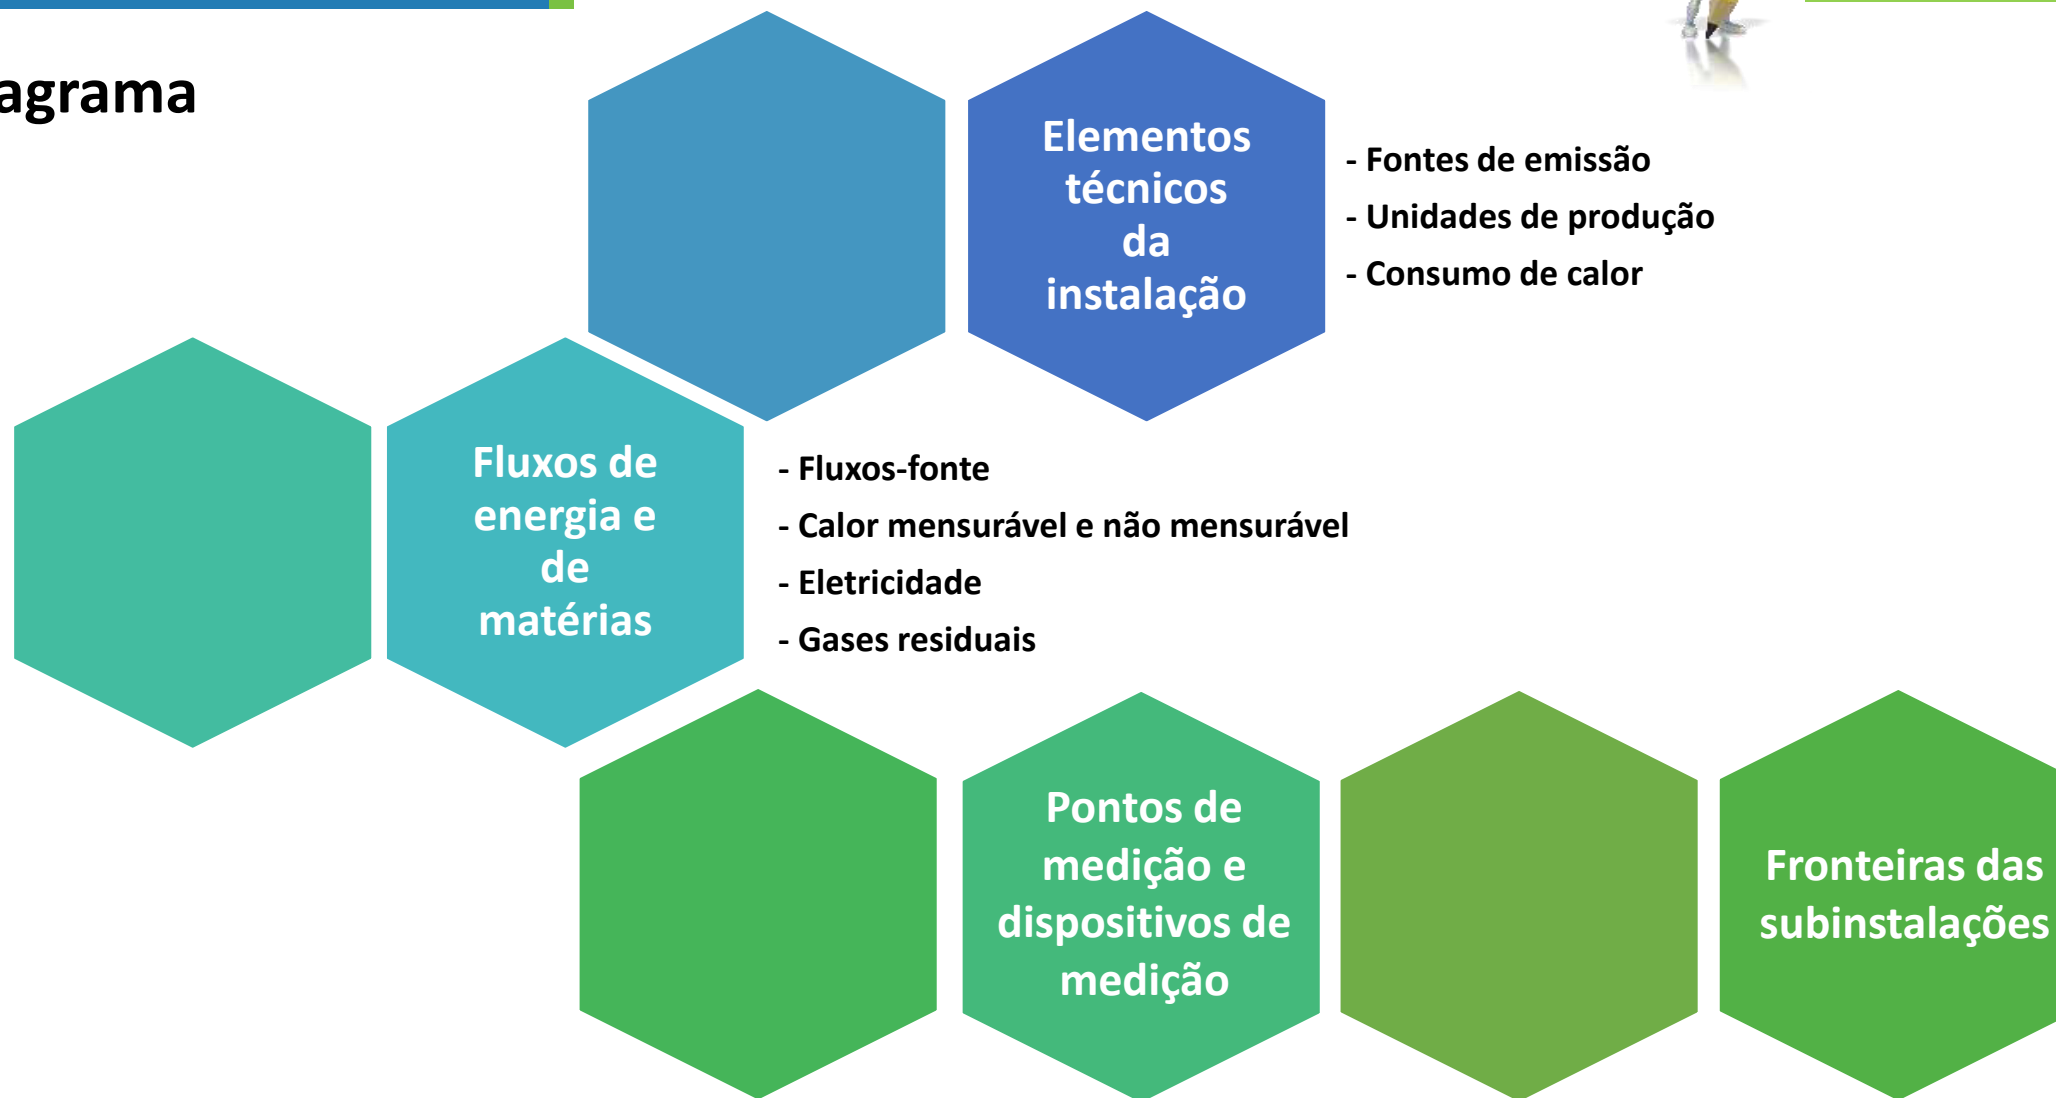 agrama
Elementos
técnicos
da
instalação
- Fontes de emissão
- Unidades de produção
- Consumo de calor
Fluxos de
energia e
de
matérias
- Fluxos-fonte
- Calor mensurável e não mensurável
- Eletricidade
- Gases residuais
Pontos de
medição e
dispositivos de
medição
Fronteiras das
subinstalações